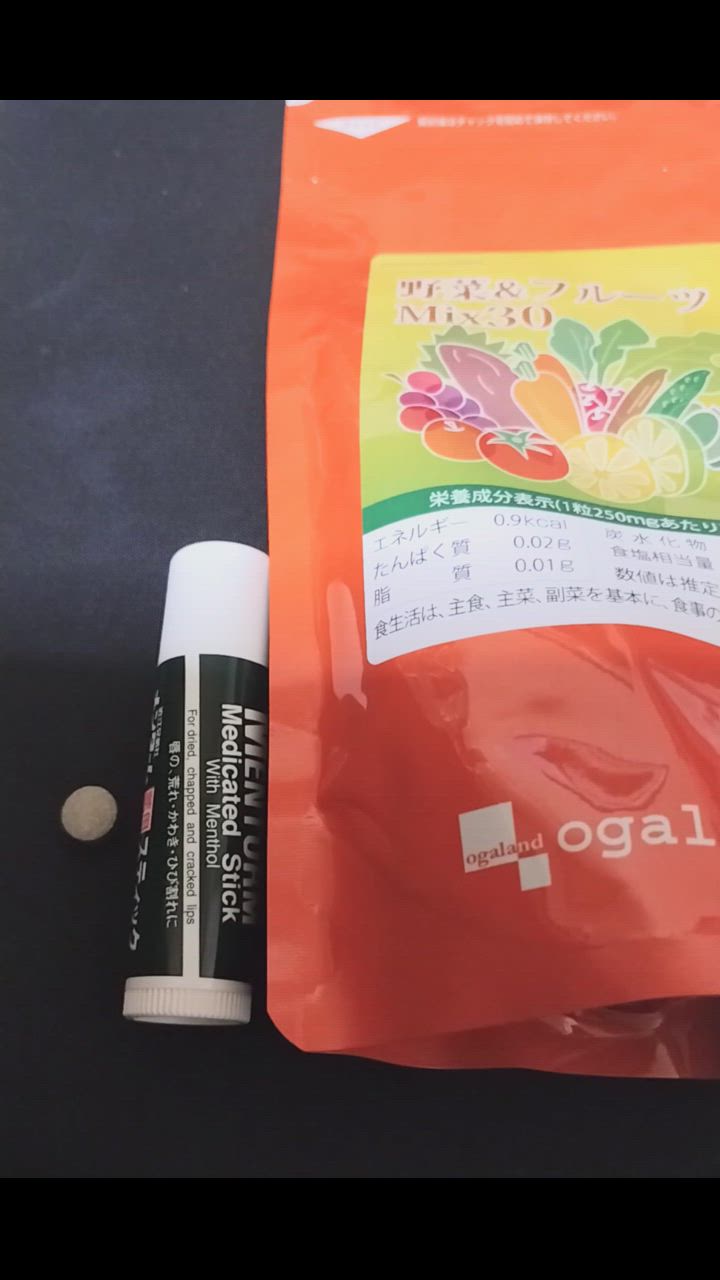 野菜&フルーツ
Mix30
栄養成分表示(1粒250mgあたり
エネルギー 0.9kcal 炭水化物
たんぱく質 0.02g 食塩相当量
脂質 0.01g 数値は推定
食生活は、主食、主菜、副菜を基本に、食事の
ogaland
ogal
Medicated Stick
With Menthol
For dried, chapped and cracked lips
唇の、荒れ・かわき・ひび割れに
スティック